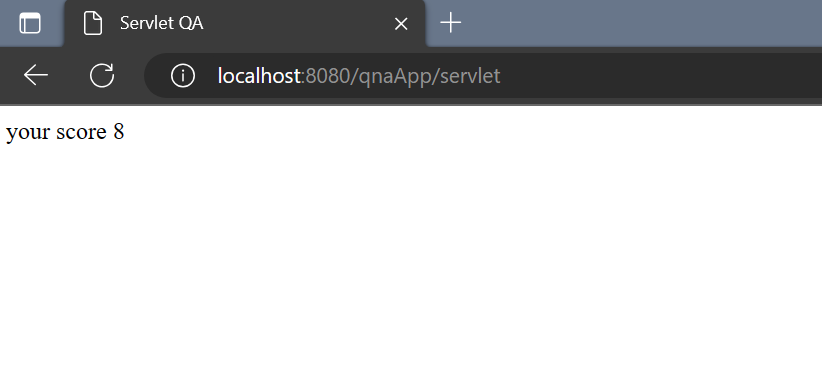 Servlet QA
localhost:8080/qnaApp/servlet
your score 8